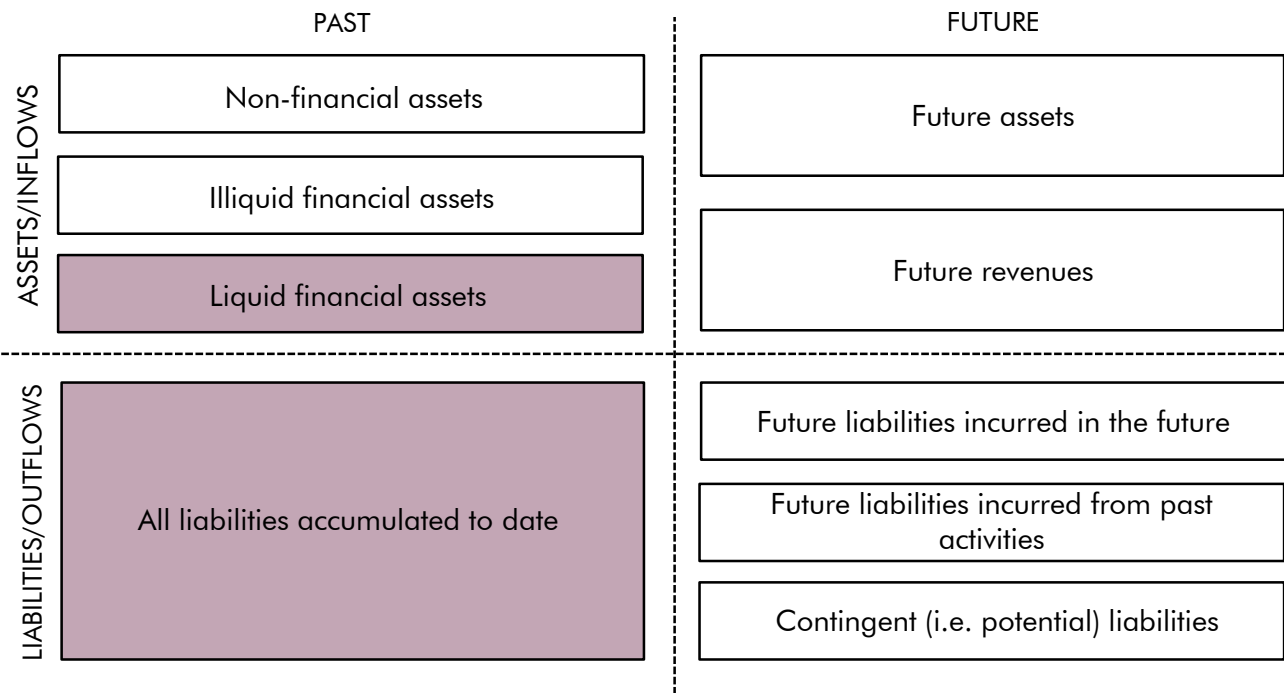 PAST
FUTURE
ASSETS/INFLOWS
Non-financial assets
Illiquid financial assets
Liquid financial assets
Future assets
Future revenues
LIABILITIES/OUTFLOWS
All liabilities accumulated to date
Future liabilities incurred in the future
Future liabilities incurred from past
activities
Contingent (i.e. potential) liabilities